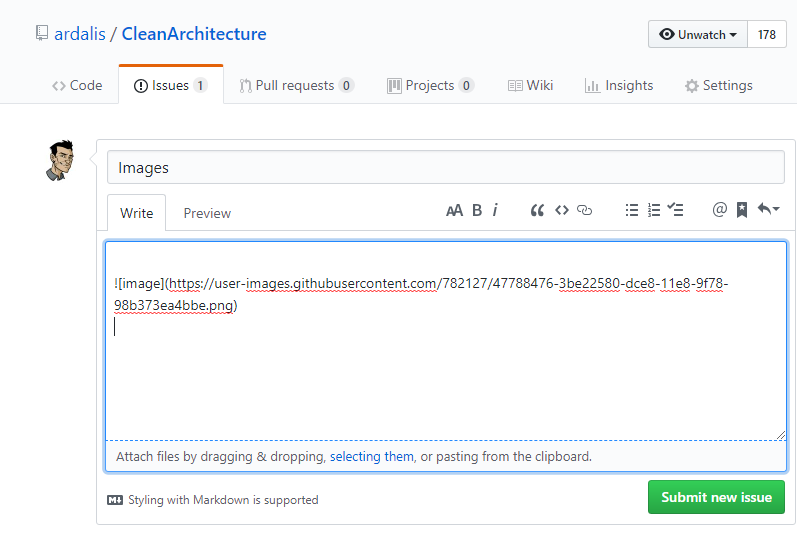 ardalis / CleanArchitecture
Unwatch 178
Code Issues 1 Pull requests 0 Projects 0 Wiki Insights Settings
Images
Write Preview AA B i “ <> @
![image](https://user-images.githubusercontent.com/782127/47788476-3be22580-dce8-11e8-9f78-
98b373ea4bbe.png)
Attach files by dragging & dropping, selecting them, or pasting from the clipboard.
Styling with Markdown is supported
Submit new issue